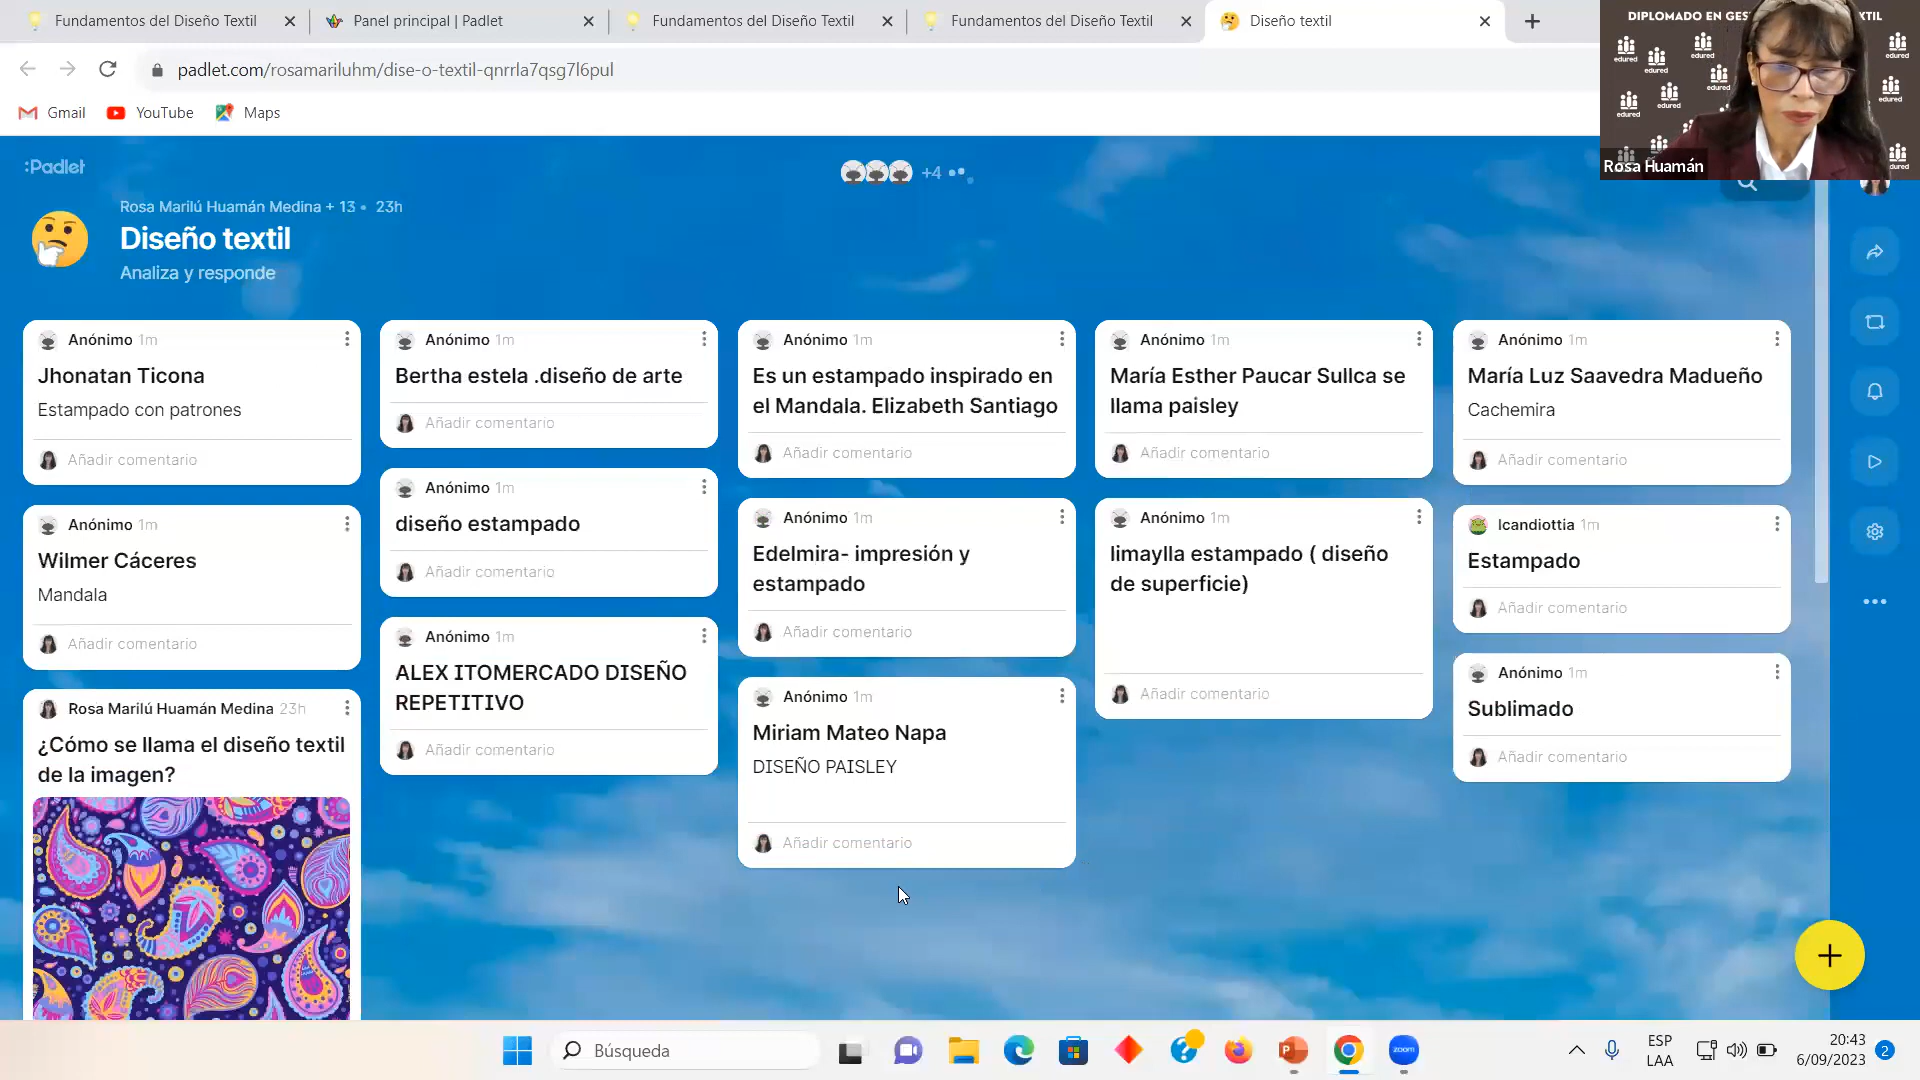 Fundamentos del Diseño Textil
Panel principal | Padlet
Fundamentos del Diseño Textil
Fundamentos del Diseño Textil
Diseño textil
padlet.com/rosamariluhm/dise-o-textil-qnrrla7qsg7l6pul
Gmail
YouTube
Maps
DIPLOMADO EN GES
XTIL
edured
edured
edured
edured
edured
edured
edured
edured
Rosa Huamán
:Padlet
+4
Rosa Marilú Huamán Medina + 13 • 23h
Diseño textil
Analiza y responde
Anónimo 1m
Jhonatan Ticona
Estampado con patrones
Añadir comentario
Anónimo 1m
Wilmer Cáceres
Mandala
Añadir comentario
Rosa Marilú Huamán Medina 23h
¿Cómo se llama el diseño textil
de la imagen?
Anónimo 1m
Bertha estela .diseño de arte
Añadir comentario
Anónimo 1m
diseño estampado
Añadir comentario
Anónimo 1m
ALEX ITOMERCADO DISEÑO
REPETITIVO
Añadir comentario
Anónimo 1m
Es un estampado inspirado en
el Mandala. Elizabeth Santiago
Añadir comentario
Anónimo 1m
Edelmira- impresión y
estampado
Añadir comentario
Anónimo 1m
Miriam Mateo Napa
DISEÑO PAISLEY
Añadir comentario
Anónimo 1m
María Esther Paucar Sullca se
llama paisley
Añadir comentario
Anónimo 1m
limaylla estampado ( diseño
de superficie)
Añadir comentario
Anónimo 1m
María Luz Saavedra Madueño
Cachemira
Añadir comentario
lcandiottia 1m
Estampado
Añadir comentario
Anónimo 1m
Sublimado
Añadir comentario
Búsqueda
zoom
ESP
LAA
20:43
6/09/2023
2